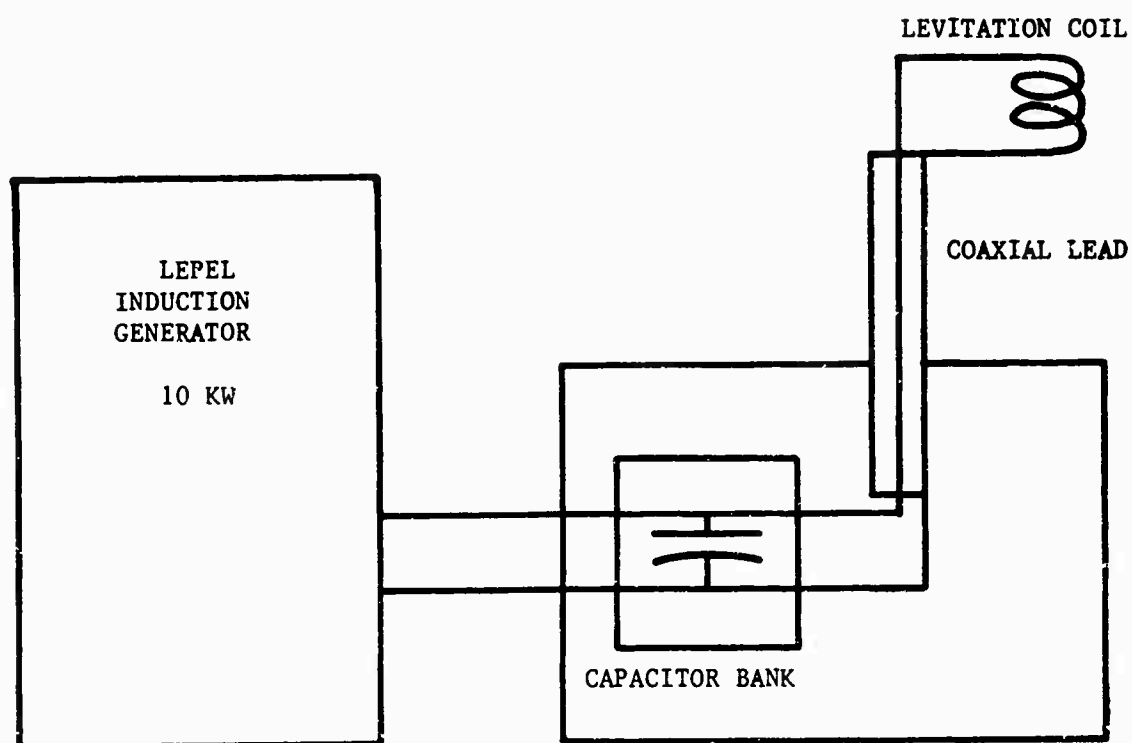 LEVITATION COIL
COAXIAL LEAD
LEPEL
INDUCTION
GENERATOR
10 KW
CAPACITOR BANK